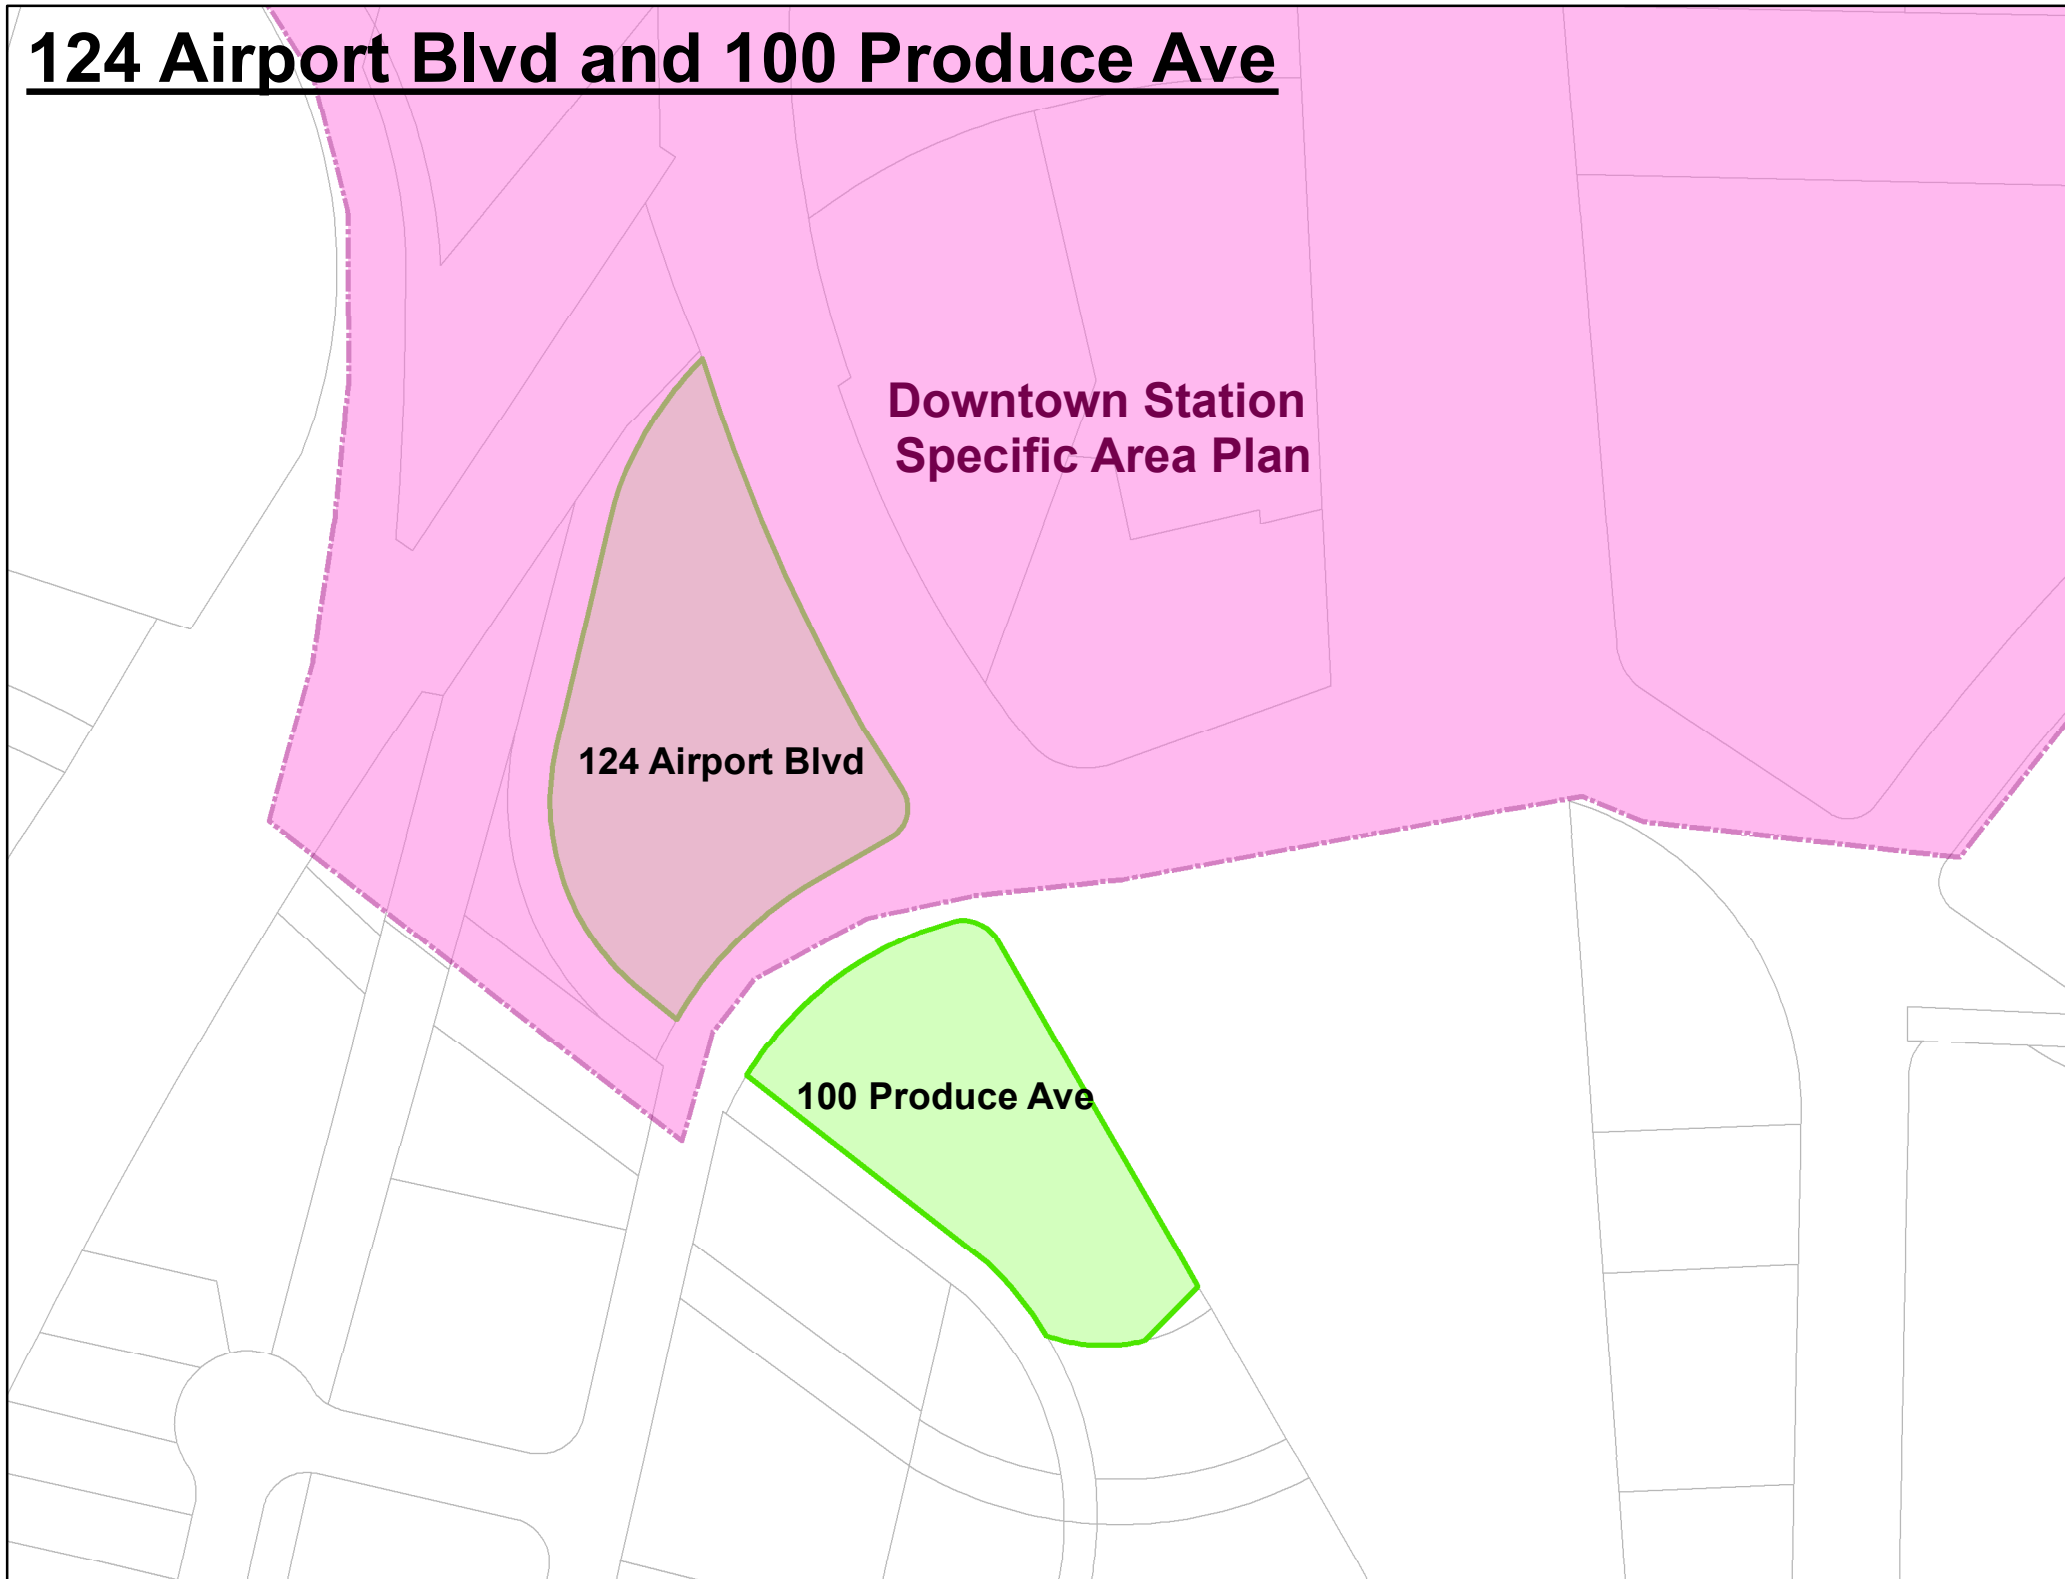 124 Airport Blvd and 100 Produce Ave
Downtown Station
Specific Area Plan
124 Airport Blvd
100 Produce Ave